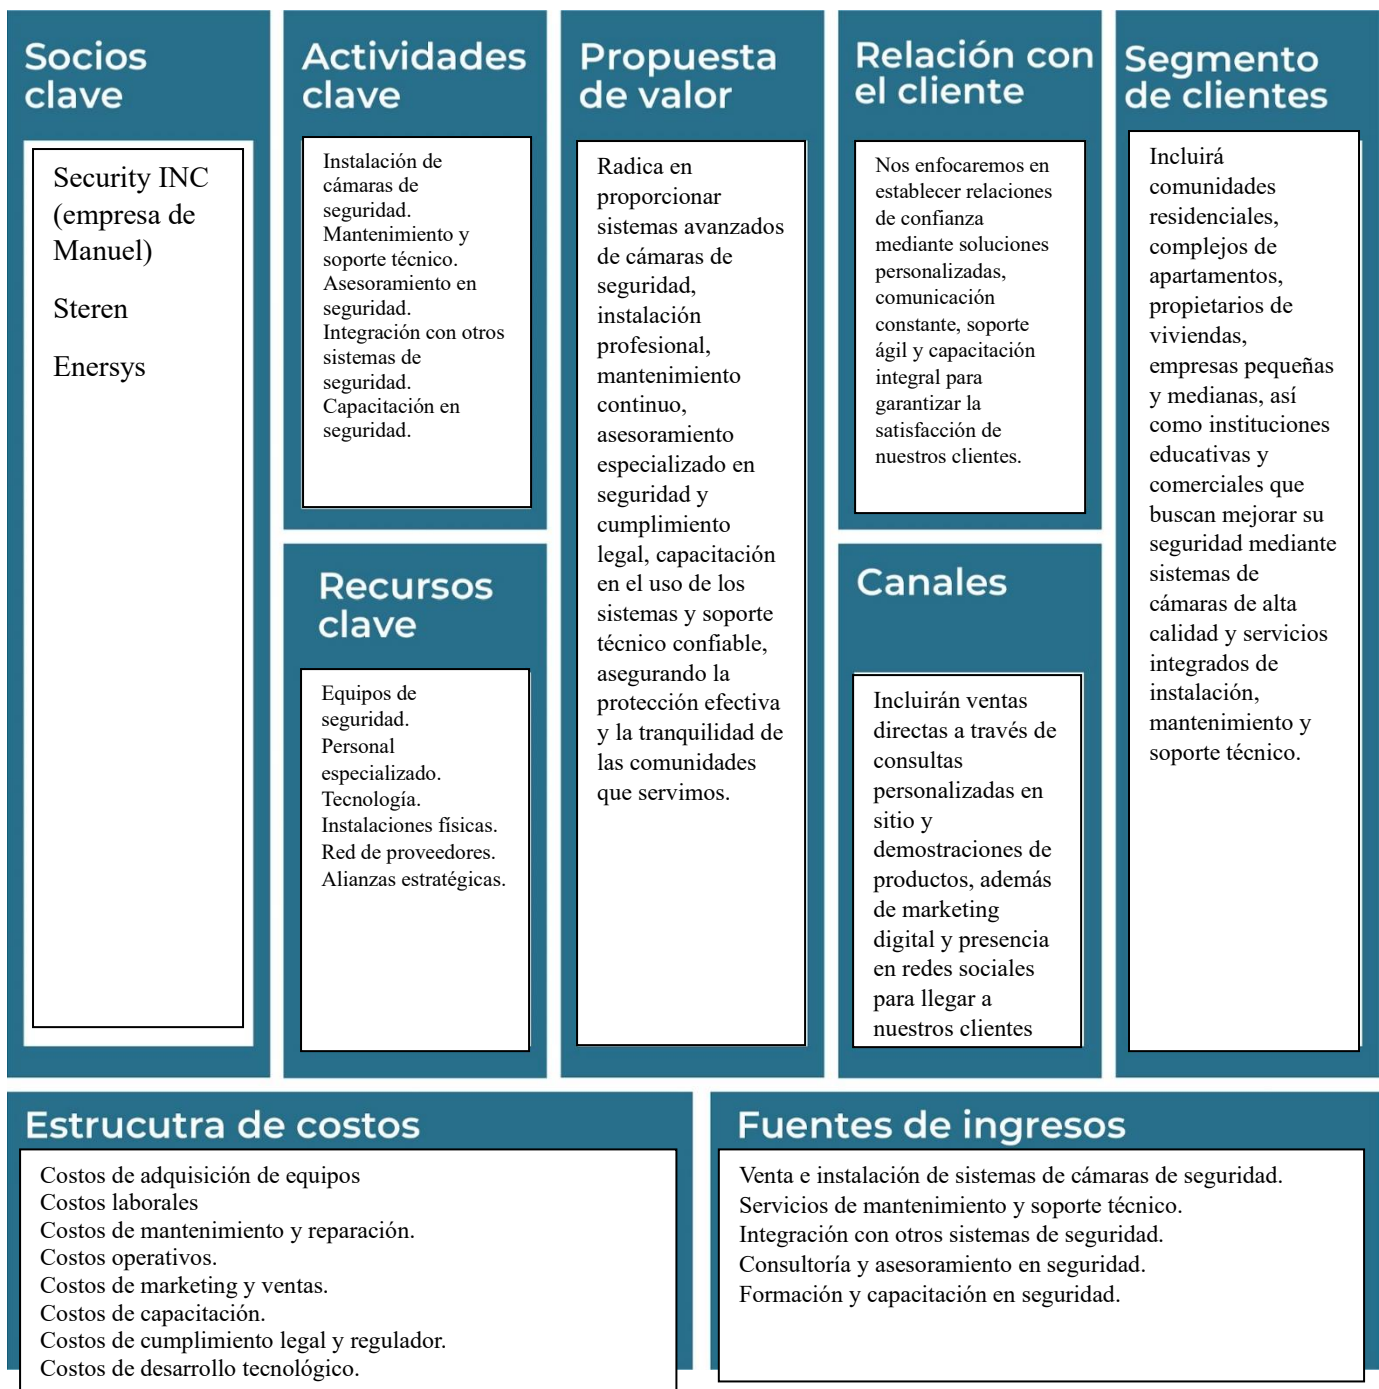 Socios
clave
Security INC
(empresa de
Manuel)
Steren
Enersys
Actividades
clave
Instalación de
cámaras de
seguridad.
Mantenimiento y
soporte técnico.
Asesoramiento en
seguridad.
Integración con otros
sistemas de
seguridad.
Capacitación en
seguridad.
Recursos
clave
Equipos de
seguridad.
Personal
especializado.
Tecnología.
Instalaciones físicas.
Red de proveedores.
Alianzas estratégicas.
Propuesta
de valor
Radica en
proporcionar
sistemas avanzados
de cámaras de
seguridad,
instalación
profesional,
mantenimiento
continuo,
asesoramiento
especializado en
seguridad y
cumplimiento
legal, capacitación
en el uso de los
sistemas y soporte
técnico confiable,
asegurando la
protección efectiva
y la tranquilidad de
las comunidades
que servimos.
Relación con
el cliente
Nos enfocaremos en
establecer relaciones
de confianza
mediante soluciones
personalizadas,
comunicación
constante, soporte
ágil y capacitación
integral para
garantizar la
satisfacción de
nuestros clientes.
Canales
Incluirán ventas
directas a través de
consultas
personalizadas en
sitio y
demostraciones de
productos, además
de marketing
digital y presencia
en redes sociales
para llegar a
nuestros clientes
Segmento
de clientes
Incluirá
comunidades
residenciales,
complejos de
apartamentos,
propietarios de
viviendas,
empresas pequeñas
y medianas, así
como instituciones
educativas y
comerciales que
buscan mejorar su
seguridad mediante
sistemas de
cámaras de alta
calidad y servicios
integrados de
instalación,
mantenimiento y
soporte técnico.
Estrucutra de costos
Costos de adquisición de equipos
Costos laborales
Costos de mantenimiento y reparación.
Costos operativos.
Costos de marketing y ventas.
Costos de capacitación.
Costos de cumplimiento legal y regulador.
Costos de desarrollo tecnológico.
Fuentes de ingresos
Venta e instalación de sistemas de cámaras de seguridad.
Servicios de mantenimiento y soporte técnico.
Integración con otros sistemas de seguridad.
Consultoría y asesoramiento en seguridad.
Formación y capacitación en seguridad.